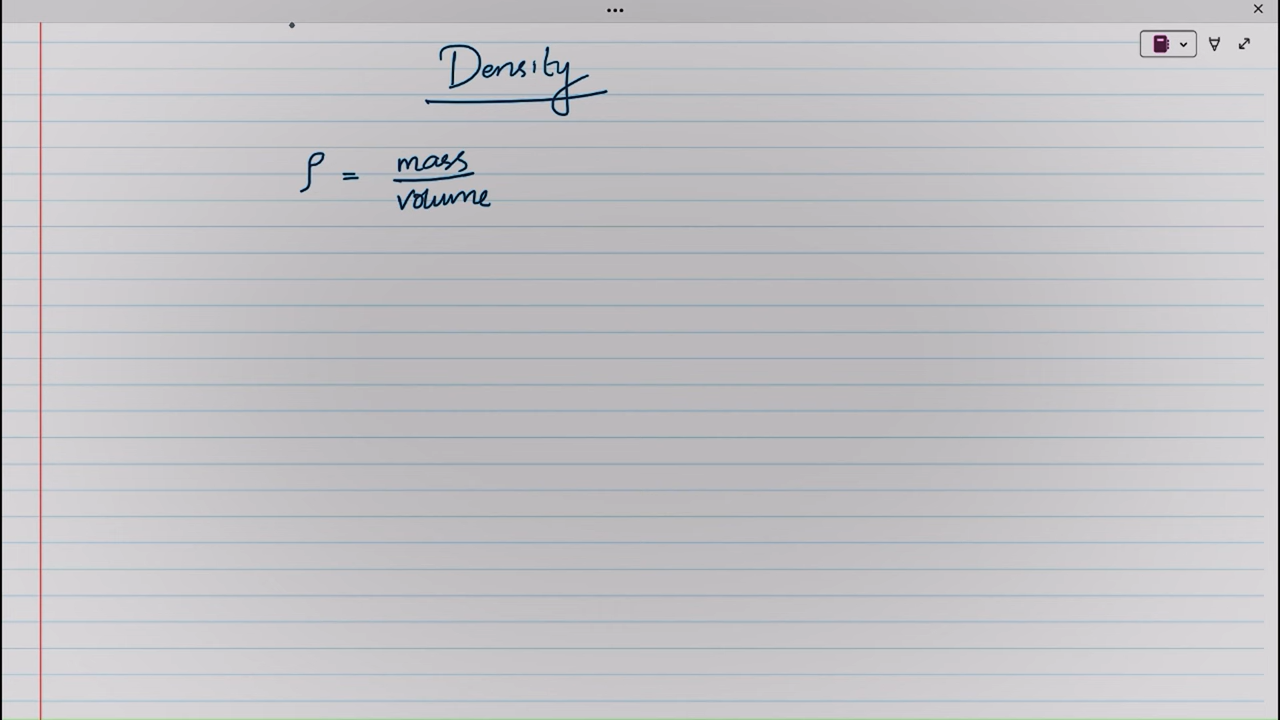 Density
ρ = mass / volume